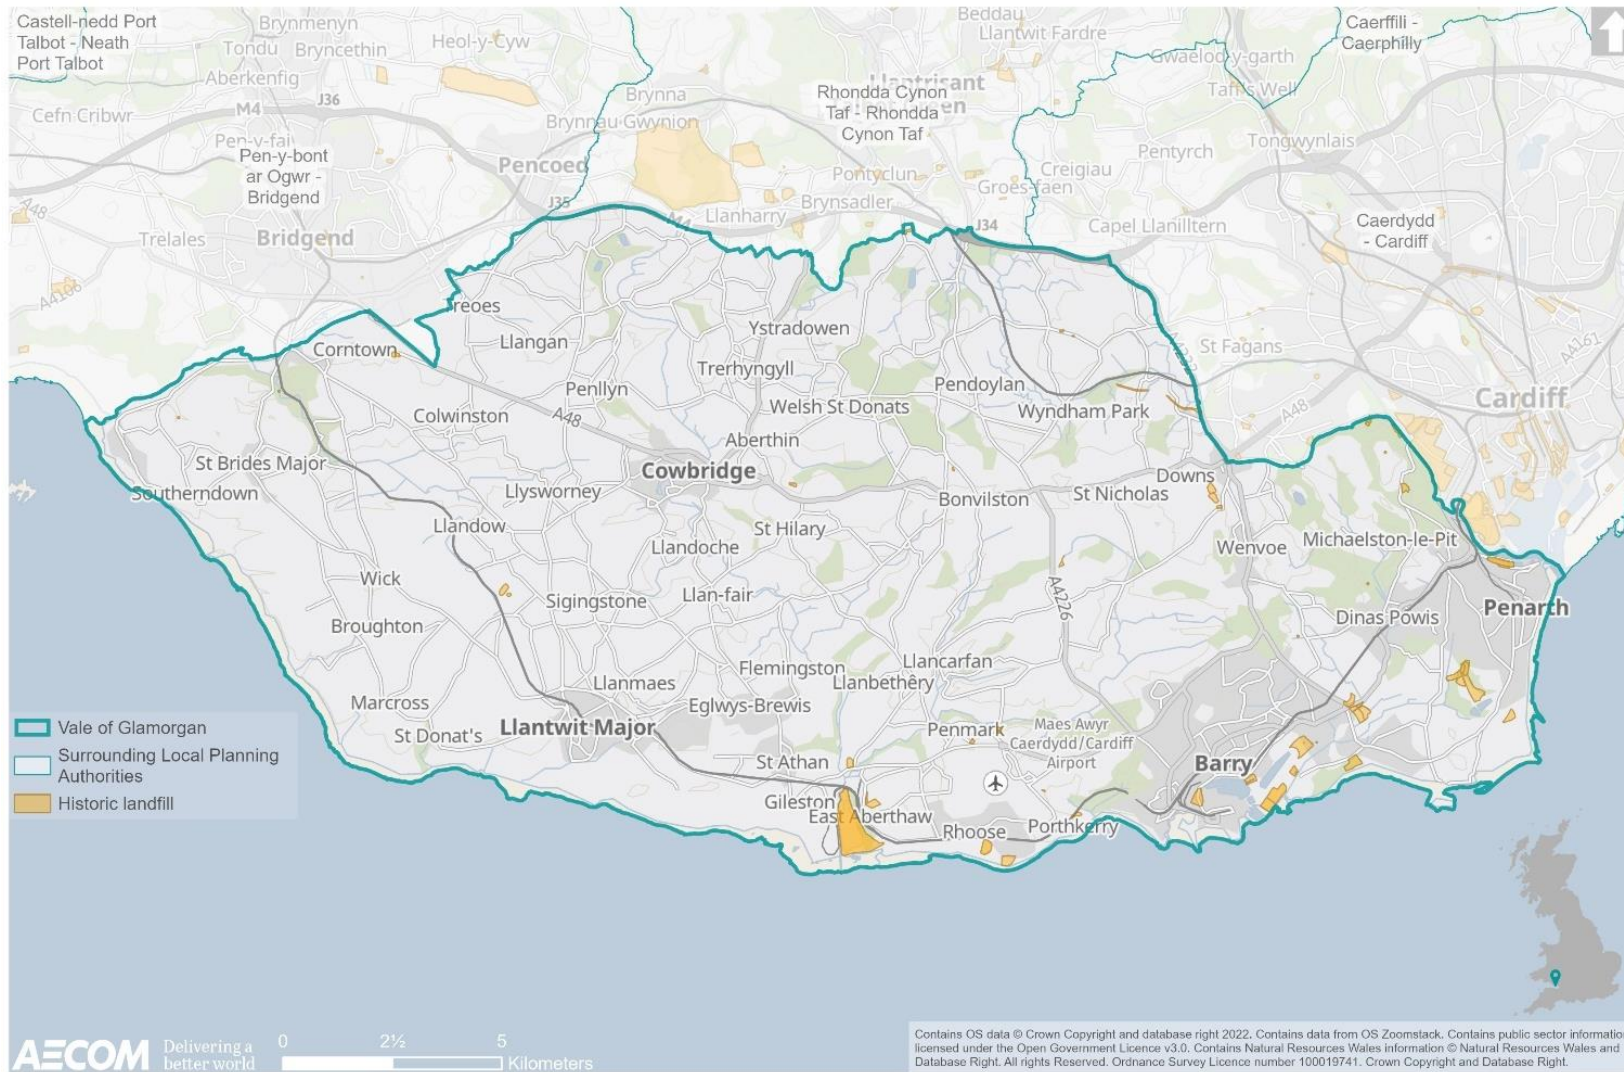 Castell-nedd Port
Talbot - Neath
Port Talbot
Brynmenyn
Tondu
Bryncethin
Heol-y-Cyw
Aberkenfig
M4
J36
Cefn Cribwr
Pen-y-fai
Pen-y-bont
ar Ogwr -
Bridgend
A48
Trelales
Bridgend
Pencoed
Brynna
Brynnau Gwynion
J35
M4
Beddau
Llantwit Fardre
Rhondda Cynon
Taf - Rhondda
Cynon Taf
Pontyclun
Llanharry
Brynsadler
Groes-faen
Creigiau
Pentyrch
J34
Capel Llanilltern
Gwaelod-y-garth
Taff's Well
Tongwynlais
Caerffili -
Caerphilly
Caerdydd
- Cardiff
St Fagans
A4232
A48
Cardiff
Corntown
Llangan
Ystradowen
Trerhyngyll
Penllyn
Colwinston
A48
Welsh St Donats
Pendoylan
Wyndham Park
Aberthin
Cowbridge
St Brides Major
Southerndown
Llysworney
Bonvilston
St Nicholas
Downs
Llandow
St Hilary
Llandoche
Wenvoe
Michaelston-le-Pit
Wick
Sigingstone
Llan-fair
A4226
Broughton
Dinas Powis
Penarth
Flemingston
Llancarfan
Llanbethêry
Llanmaes
Eglwys-Brewis
Marcross
Llantwit Major
St Donat's
Penmark
Maes Awyr
Caerdydd/Cardiff
Airport
St Athan
Barry
Gileston
East Aberthaw
Rhoose
Porthkerry
Vale of Glamorgan
Surrounding Local Planning
Authorities
Historic landfill
AECOM
Delivering a
better world
0 2½ 5
Kilometers
Contains OS data © Crown Copyright and database right 2022. Contains data from OS Zoomstack. Contains public sector information
licensed under the Open Government Licence v3.0. Contains Natural Resources Wales information © Natural Resources Wales and
Database Right. All rights Reserved. Ordnance Survey Licence number 100019741. Crown Copyright and Database Right.